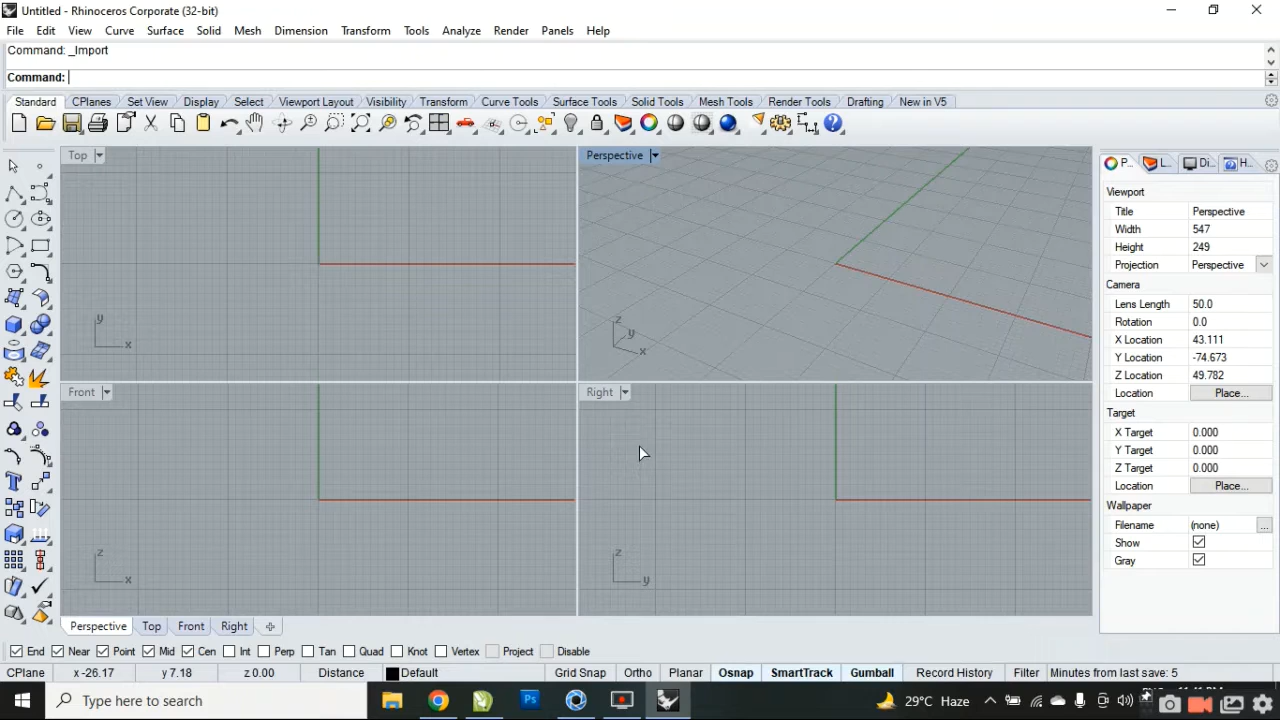 Untitled - Rhinoceros Corporate (32-bit)
File Edit View Curve Surface Solid Mesh Dimension Transform Tools Analyze Render Panels Help
Command: _Import
Command:
Standard CPlanes Set View Display Select Viewport Layout Visibility Transform Curve Tools Surface Tools Solid Tools Mesh Tools Render Tools Drafting New in V5
Top
Perspective
P... L... Di... H...
Viewport
Title Perspective
Width 547
Height 249
Projection Perspective
Camera
Lens Length 50.0
Rotation 0.0
X Location 43.111
Y Location -74.673
Z Location 49.782
Location Place...
Target
X Target 0.000
Y Target 0.000
Z Target 0.000
Location Place...
Wallpaper
Filename (none) ...
Show
Gray
y
x
z
y
x
Front
Right
z
x
z
y
Perspective Top Front Right
End Near Point Mid Cen Int Perp Tan Quad Knot Vertex Project Disable
CPlane x -26.17 y 7.18 z 0.00 Distance Default Grid Snap Ortho Planar Osnap SmartTrack Gumball Record History Filter Minutes from last save: 5
Type here to search
Ps
29°C Haze